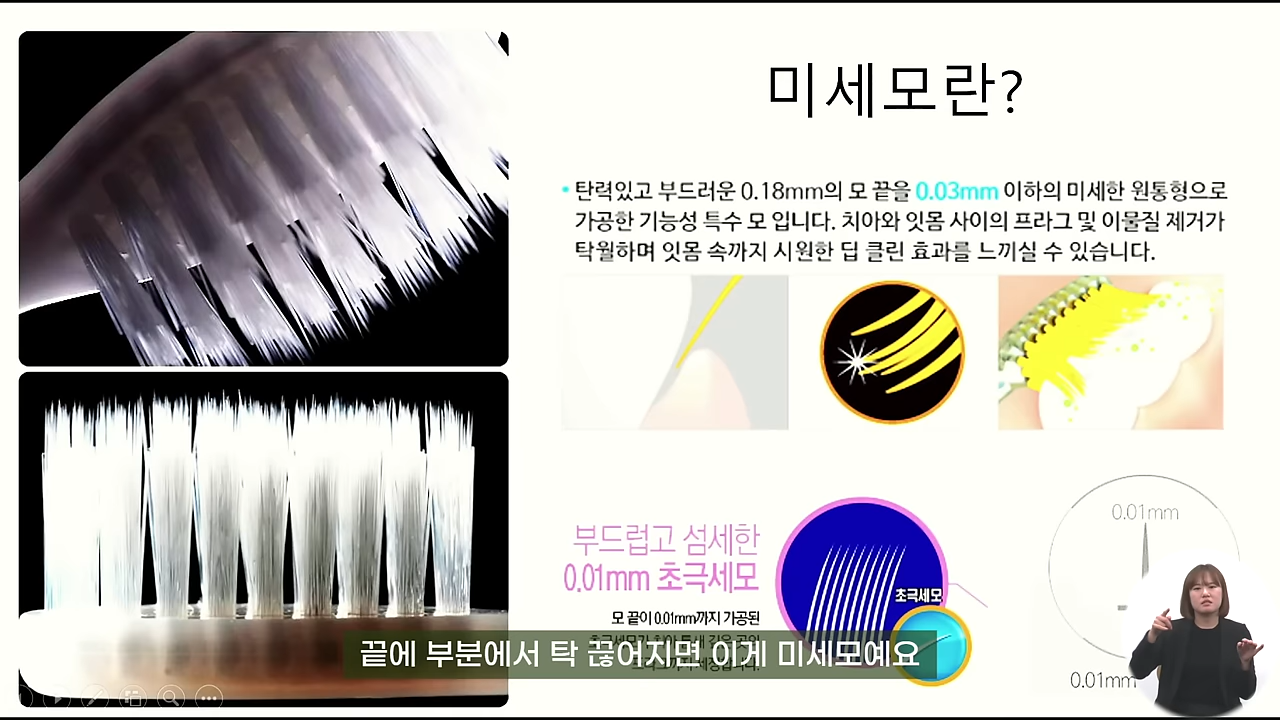 미세모란?
• 탄력있고 부드러운 0.18mm의 모 끝을 0.03mm 이하의 미세한 원통형으로
가공한 기능성 특수 모 입니다. 치아와 잇몸 사이의 프라그 및 이물질 제거가
탁월하며 잇몸 속까지 시원한 딥 클린 효과를 느끼실 수 있습니다.
부드럽고 섬세한
0.01mm 초극세모
모 끝이 0.01mm까지 가공된
초극세모
0.01mm
0.01mm
끝에 부분에서 탁 끊어지면 이게 미세모예요